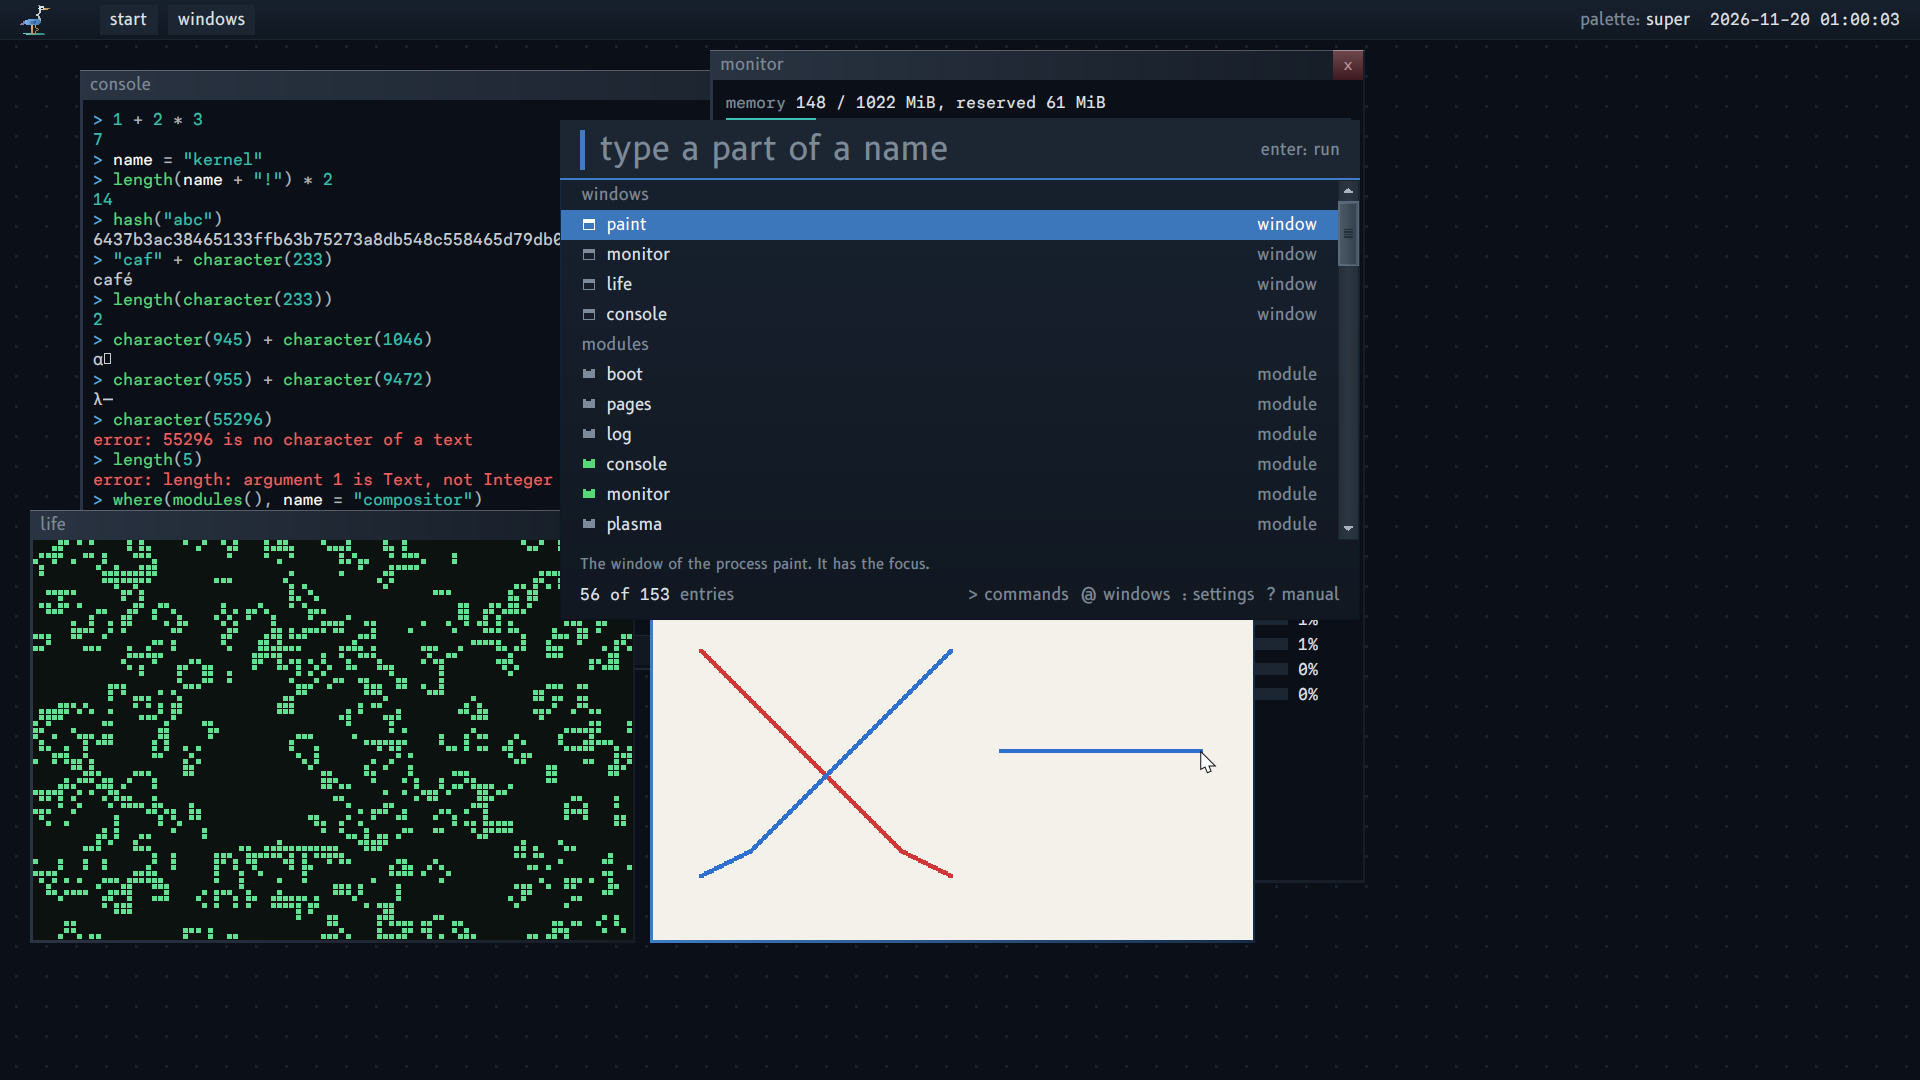 start windows palette: super 2026-11-20 01:00:03
monitor
x
memory 148 / 1022 MiB, reserved 61 MiB
console
> 1 + 2 * 3
7
> name = "kernel"
> length(name + "!") * 2
14
> hash("abc")
6437b3ac38465133ffb63b75273a8db548c558465d79db0
> "caf" + character(233)
café
> length(character(233))
2
> character(945) + character(1046)
α
> character(955) + character(9472)
λ─
> character(55296)
error: 55296 is no character of a text
> length(5)
error: length: argument 1 is Text, not Integer
> where(modules(), name = "compositor")
type a part of a name enter: run
windows
paint window
monitor window
life window
console window
modules
boot module
pages module
log module
console module
monitor module
plasma module
The window of the process paint. It has the focus.
56 of 153 entries > commands @ windows : settings ? manual
life
1%
1%
0%
0%